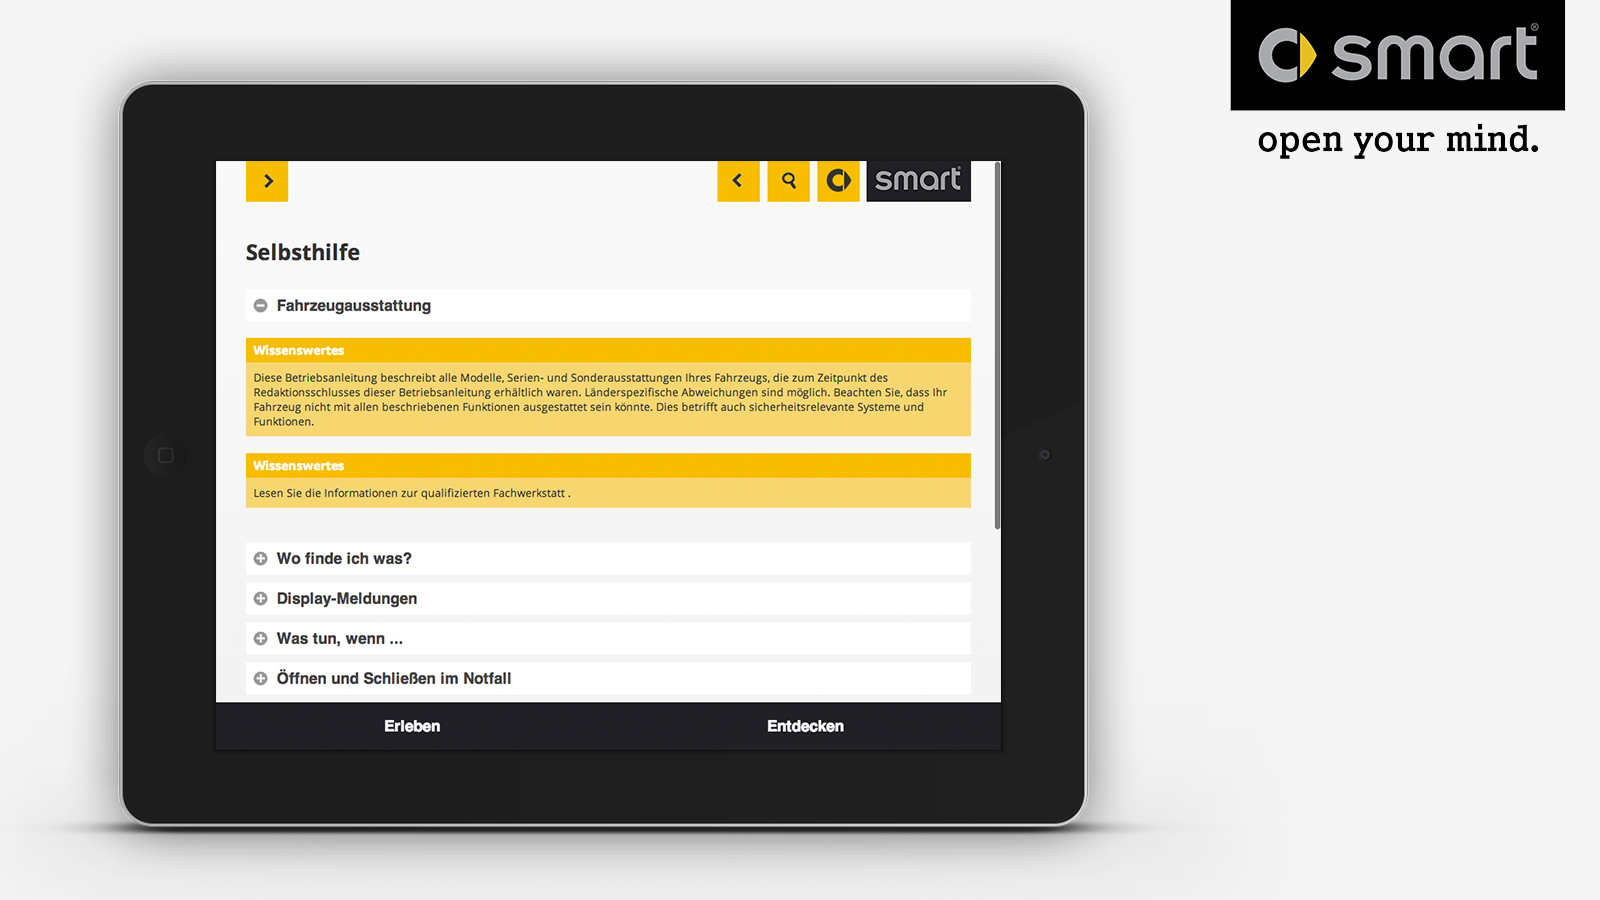 smart®
open your mind.
smart
Selbsthilfe
Fahrzeugausstattung
Wissenswertes
Diese Betriebsanleitung beschreibt alle Modelle, Serien- und Sonderausstattungen Ihres Fahrzeugs, die zum Zeitpunkt des
Redaktionsschlusses dieser Betriebsanleitung erhältlich waren. Länderspezifische Abweichungen sind möglich. Beachten Sie, dass Ihr
Fahrzeug nicht mit allen beschriebenen Funktionen ausgestattet sein könnte. Dies betrifft auch sicherheitsrelevante Systeme und
Funktionen.
Wissenswertes
Lesen Sie die Informationen zur qualifizierten Fachwerkstatt .
Wo finde ich was?
Display-Meldungen
Was tun, wenn ...
Öffnen und Schließen im Notfall
Erleben
Entdecken